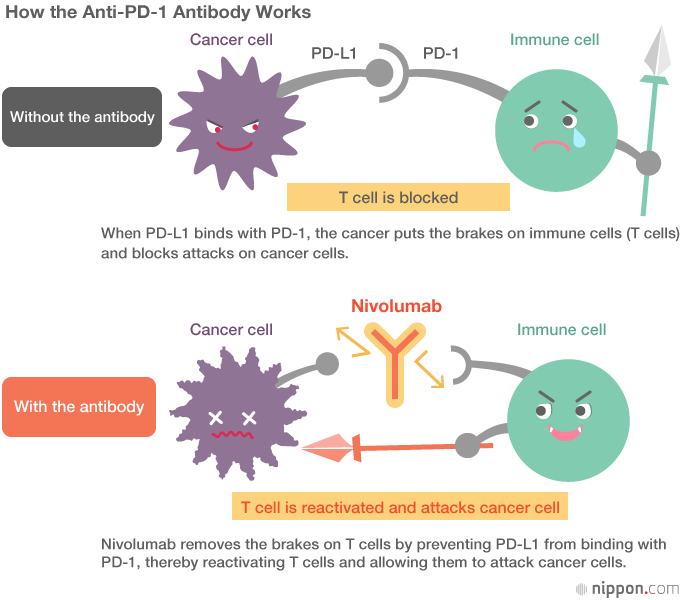 How the Anti-PD-1 Antibody Works
Cancer cell
PD-L1
PD-1
Immune cell
Without the antibody
T cell is blocked
When PD-L1 binds with PD-1, the cancer puts the brakes on immune cells (T cells)
and blocks attacks on cancer cells.
Nivolumab
Cancer cell
Immune cell
With the antibody
T cell is reactivated and attacks cancer cell
Nivolumab removes the brakes on T cells by preventing PD-L1 from binding with
PD-1, thereby reactivating T cells and allowing them to attack cancer cells.
nippon.com